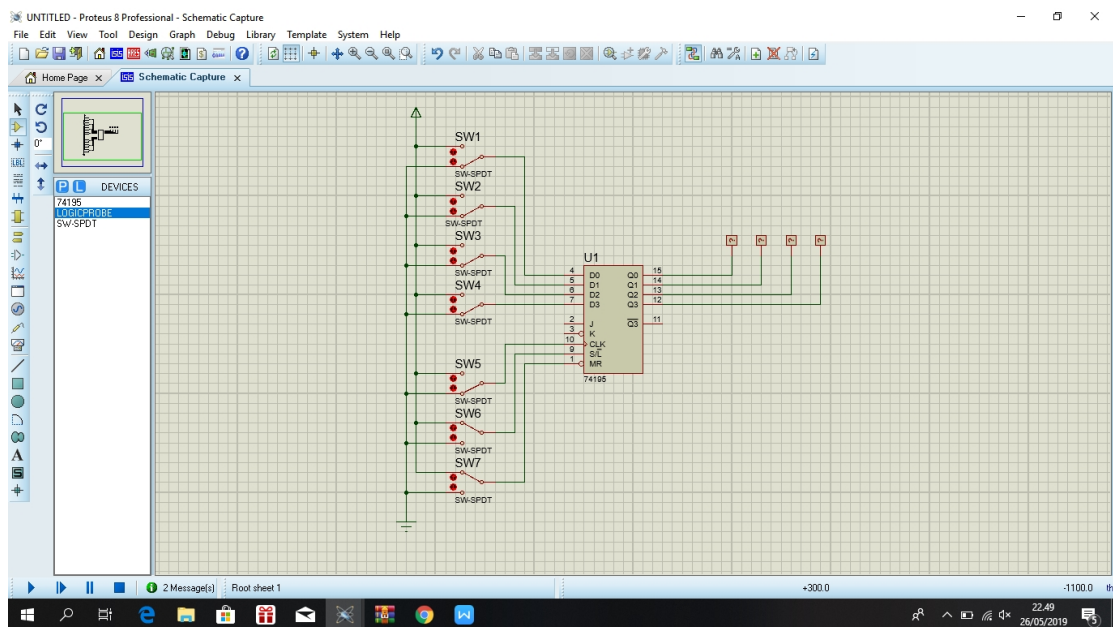 UNTITLED - Proteus 8 Professional - Schematic Capture
File Edit View Tool Design Graph Debug Library Template System Help
Home Page x
ISIS Schematic Capture x
0°
LBL
P L DEVICES
74195
LOGICPROBE
SW-SPDT
A
S
SW1
SW-SPDT
SW2
SW-SPDT
SW3
SW-SPDT
SW4
SW-SPDT
SW5
SW-SPDT
SW6
SW-SPDT
SW7
SW-SPDT
U1
4 D0 Q0 15
5 D1 Q1 14
6 D2 Q2 13
7 D3 Q3 12
2 J Q3 11
3 K
10 CLK
9 S/L
1 MR
74195
? ? ? ?
2 Message(s) Root sheet 1 +300.0 -1100.0 th
22.49
26/05/2019
5